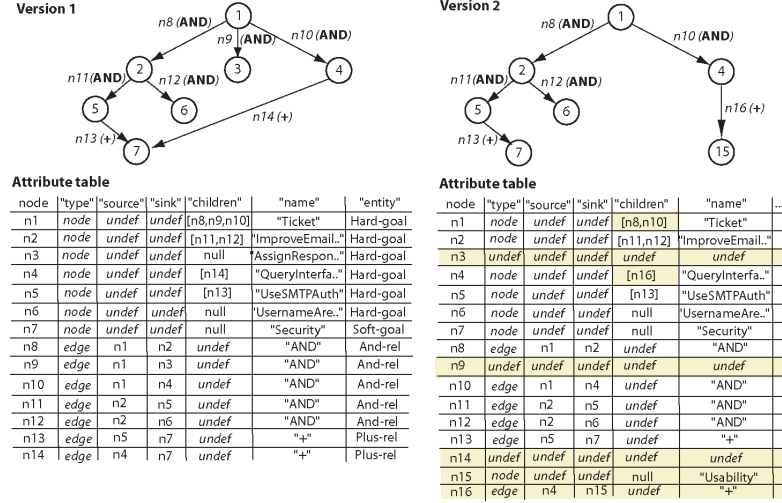 Version 1
1
n8 (AND)
n9 (AND)
n10 (AND)
2
3
4
n11(AND)
n12 (AND)
5
6
n14 (+)
n13 (+)
7
Attribute table
node "type" "source" "sink" "children" "name" "entity"
n1 node undef undef [n8,n9,n10] "Ticket" Hard-goal
n2 node undef undef [n11,n12] "ImproveEmail.." Hard-goal
n3 node undef undef null "AssignRespon.." Hard-goal
n4 node undef undef [n14] "QueryInterfa.." Hard-goal
n5 node undef undef [n13] "UseSMTPAuth" Hard-goal
n6 node undef undef null "UsernameAre.." Hard-goal
n7 node undef undef null "Security" Soft-goal
n8 edge n1 n2 undef "AND" And-rel
n9 edge n1 n3 undef "AND" And-rel
n10 edge n1 n4 undef "AND" And-rel
n11 edge n2 n5 undef "AND" And-rel
n12 edge n2 n6 undef "AND" And-rel
n13 edge n5 n7 undef "+" Plus-rel
n14 edge n4 n7 undef "+" Plus-rel
Version 2
1
n8 (AND)
n10 (AND)
2
4
n11 (AND)
n12 (AND)
5
6
n16 (+)
n13 (+)
7
15
Attribute table
node "type" "source" "sink" "children" "name" ...
n1 node undef undef [n8,n10] "Ticket"
n2 node undef undef [n11,n12] "ImproveEmail.."
n3 undef undef undef undef undef
n4 node undef undef [n16] "QueryInterfa..."
n5 node undef undef [n13] "UseSMTPAuth"
n6 node undef undef null "UsernameAre.."
n7 node undef undef null "Security"
n8 edge n1 n2 undef "AND"
n9 undef undef undef undef undef
n10 edge n1 n4 undef "AND"
n11 edge n2 n5 undef "AND"
n12 edge n2 n6 undef "AND"
n13 edge n5 n7 undef "+"
n14 undef undef undef undef undef
n15 node undef undef null "Usability"
n16 edge n4 n15 undef "+"